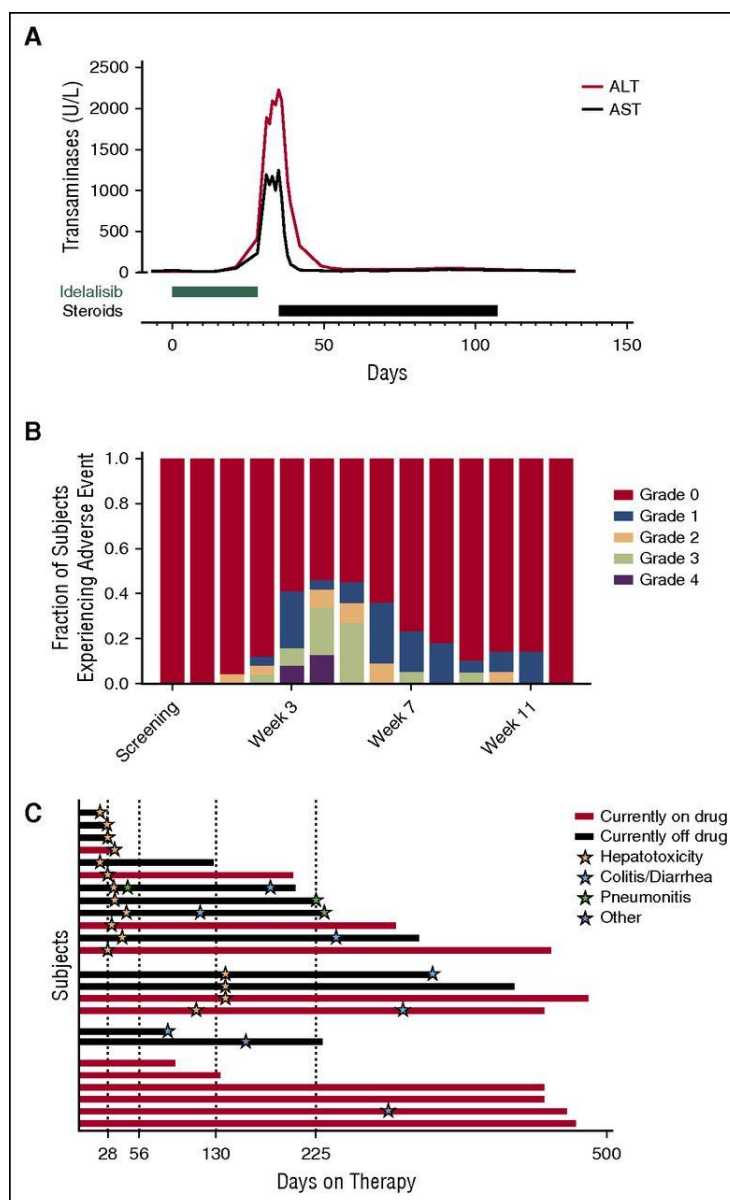 A
Transaminases (U/L)
2500
2000
1500
1000
500
0
ALT
AST
Idelalisib
Steroids
0 50 100 150
Days
B
Fraction of Subjects
Experiencing Adverse Event
1.0
0.8
0.6
0.4
0.2
0.0
Grade 0
Grade 1
Grade 2
Grade 3
Grade 4
Screening Week 3 Week 7 Week 11
C
Subjects
Currently on drug
Currently off drug
Hepatotoxicity
Colitis/Diarrhea
Pneumonitis
Other
28 56 130 225 500
Days on Therapy